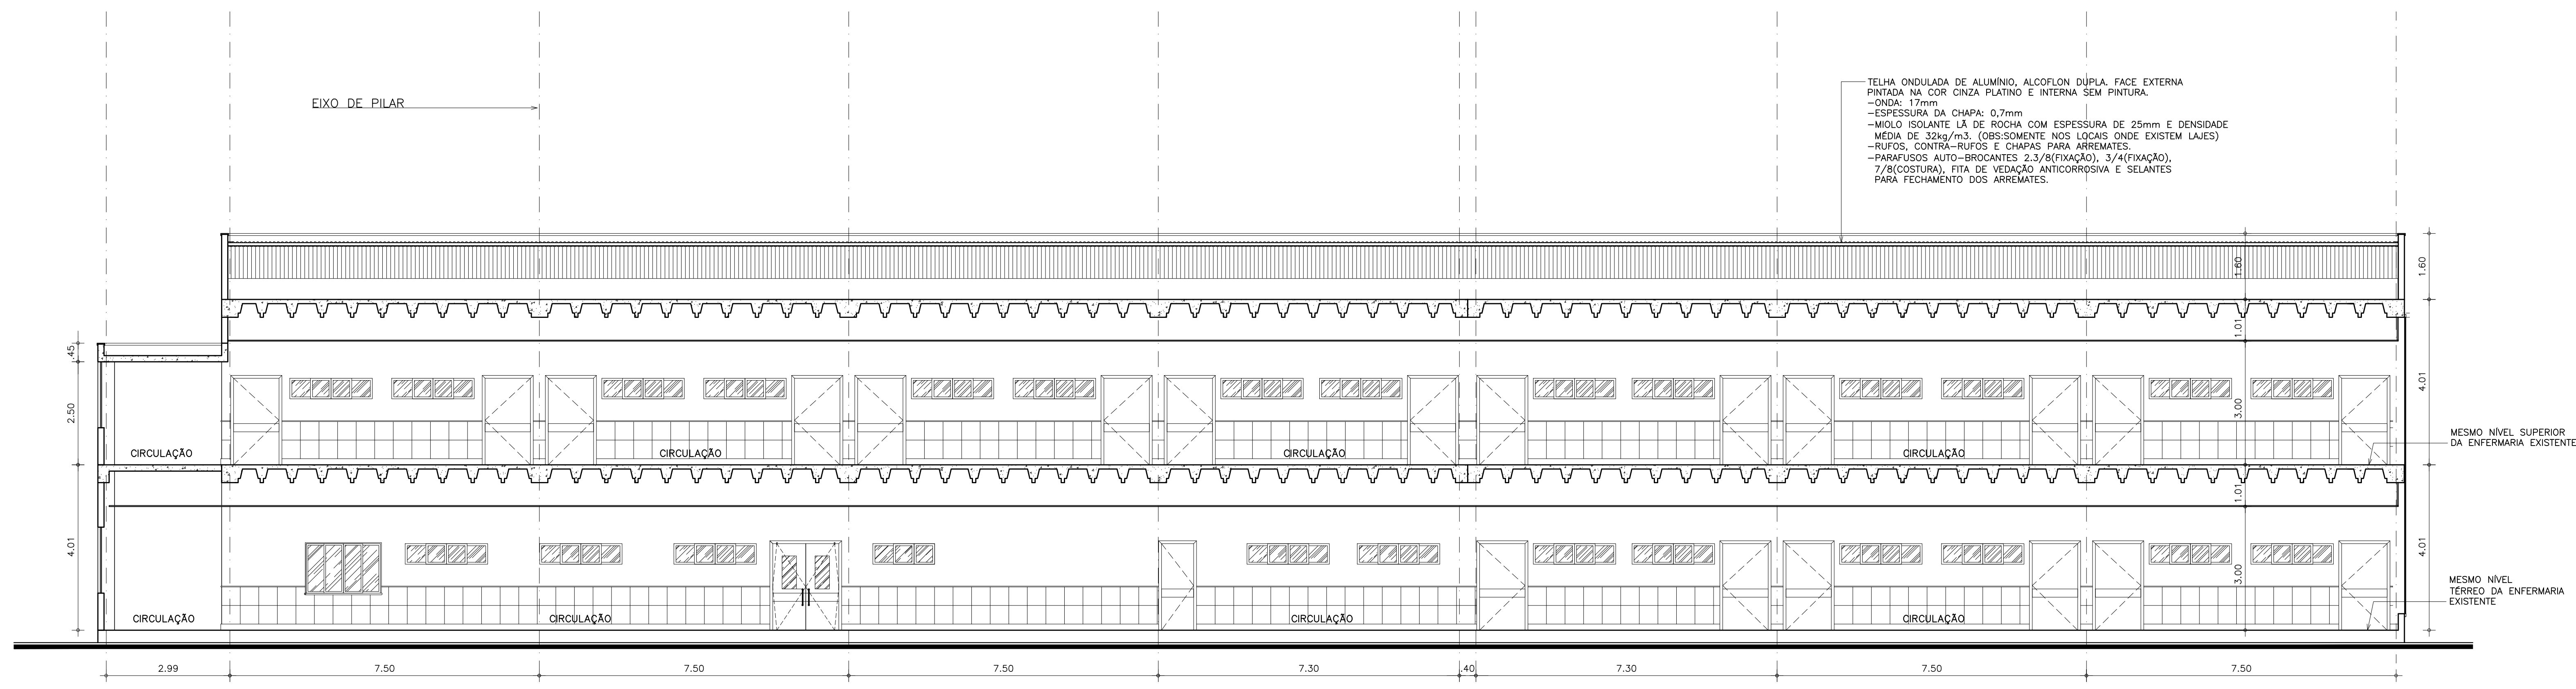 EIXO DE PILAR
TELHA ONDULADA DE ALUMÍNIO, ALCOFLON DUPLA. FACE EXTERNA
PINTADA NA COR CINZA PLATINO E INTERNA SEM PINTURA.
-ONDA: 17mm
-ESPESSURA DA CHAPA: 0,7mm
-MIOLO ISOLANTE LÃ DE ROCHA COM ESPESSURA DE 25mm E DENSIDADE
MÉDIA DE 32kg/m3. (OBS:SOMENTE NOS LOCAIS ONDE EXISTEM LAJES)
-RUFOS, CONTRA-RUFOS E CHAPAS PARA ARREMATES.
-PARAFUSOS AUTO-BROCANTES 2.3/8(FIXAÇÃO), 3/4(FIXAÇÃO),
7/8(COSTURA), FITA DE VEDAÇÃO ANTICORROSIVA E SELANTES
PARA FECHAMENTO DOS ARREMATES.
1.60
1.60
1.01
.45
4.01
2.50
3.00
MESMO NÍVEL SUPERIOR
DA ENFERMARIA EXISTENTE
CIRCULAÇÃO
CIRCULAÇÃO
CIRCULAÇÃO
CIRCULAÇÃO
1.01
4.01
4.01
3.00
MESMO NÍVEL
TÉRREO DA ENFERMARIA
EXISTENTE
CIRCULAÇÃO
CIRCULAÇÃO
CIRCULAÇÃO
CIRCULAÇÃO
2.99
7.50
7.50
7.50
7.30
.40
7.30
7.50
7.50